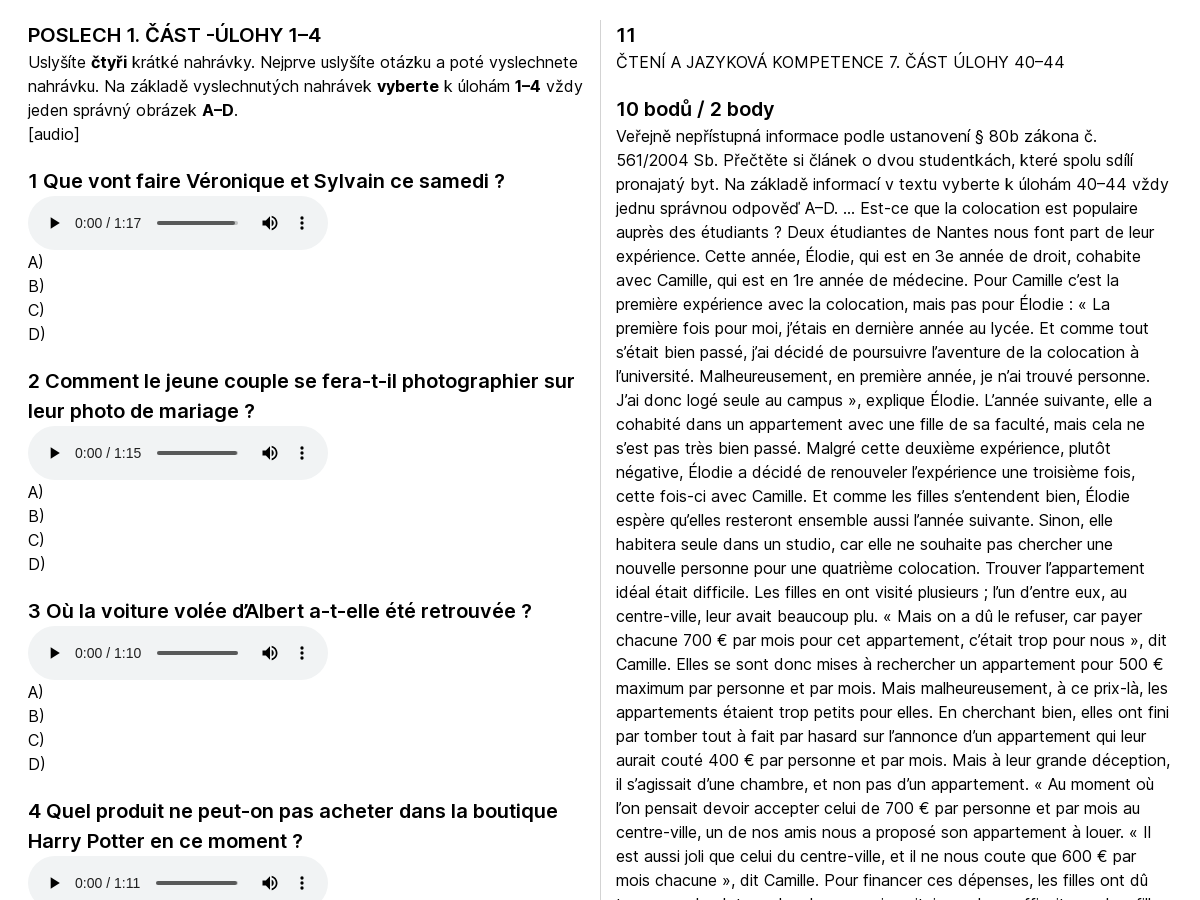 POSLECH 1. ČÁST -ÚLOHY 1–4
Uslyšíte čtyři krátké nahrávky. Nejprve uslyšíte otázku a poté vyslechnete
nahrávku. Na základě vyslechnutých nahrávek vyberte k úlohám 1–4 vždy
jeden správný obrázek A–D.
[audio]
1 Que vont faire Véronique et Sylvain ce samedi ?
0:00 / 1:17
A)
B)
C)
D)
2 Comment le jeune couple se fera-t-il photographier sur
leur photo de mariage ?
0:00 / 1:15
A)
B)
C)
D)
3 Où la voiture volée d’Albert a-t-elle été retrouvée ?
0:00 / 1:10
A)
B)
C)
D)
4 Quel produit ne peut-on pas acheter dans la boutique
Harry Potter en ce moment ?
0:00 / 1:11
11
ČTENÍ A JAZYKOVÁ KOMPETENCE 7. ČÁST ÚLOHY 40–44
10 bodů / 2 body
Veřejně nepřístupná informace podle ustanovení § 80b zákona č.
561/2004 Sb. Přečtěte si článek o dvou studentkách, které spolu sdílí
pronajatý byt. Na základě informací v textu vyberte k úlohám 40–44 vždy
jednu správnou odpověď A–D. ... Est-ce que la colocation est populaire
auprès des étudiants ? Deux étudiantes de Nantes nous font part de leur
expérience. Cette année, Élodie, qui est en 3e année de droit, cohabite
avec Camille, qui est en 1re année de médecine. Pour Camille c’est la
première expérience avec la colocation, mais pas pour Élodie : « La
première fois pour moi, j’étais en dernière année au lycée. Et comme tout
s’était bien passé, j’ai décidé de poursuivre l’aventure de la colocation à
l’université. Malheureusement, en première année, je n’ai trouvé personne.
J’ai donc logé seule au campus », explique Élodie. L’année suivante, elle a
cohabité dans un appartement avec une fille de sa faculté, mais cela ne
s’est pas très bien passé. Malgré cette deuxième expérience, plutôt
négative, Élodie a décidé de renouveler l’expérience une troisième fois,
cette fois-ci avec Camille. Et comme les filles s’entendent bien, Élodie
espère qu’elles resteront ensemble aussi l’année suivante. Sinon, elle
habitera seule dans un studio, car elle ne souhaite pas chercher une
nouvelle personne pour une quatrième colocation. Trouver l’appartement
idéal était difficile. Les filles en ont visité plusieurs ; l’un d’entre eux, au
centre-ville, leur avait beaucoup plu. « Mais on a dû le refuser, car payer
chacune 700 € par mois pour cet appartement, c’était trop pour nous », dit
Camille. Elles se sont donc mises à rechercher un appartement pour 500 €
maximum par personne et par mois. Mais malheureusement, à ce prix-là, les
appartements étaient trop petits pour elles. En cherchant bien, elles ont fini
par tomber tout à fait par hasard sur l’annonce d’un appartement qui leur
aurait couté 400 € par personne et par mois. Mais à leur grande déception,
il s’agissait d’une chambre, et non pas d’un appartement. « Au moment où
l’on pensait devoir accepter celui de 700 € par personne et par mois au
centre-ville, un de nos amis nous a proposé son appartement à louer. « Il
est aussi joli que celui du centre-ville, et il ne nous coute que 600 € par
mois chacune », dit Camille. Pour financer ces dépenses, les filles ont dû